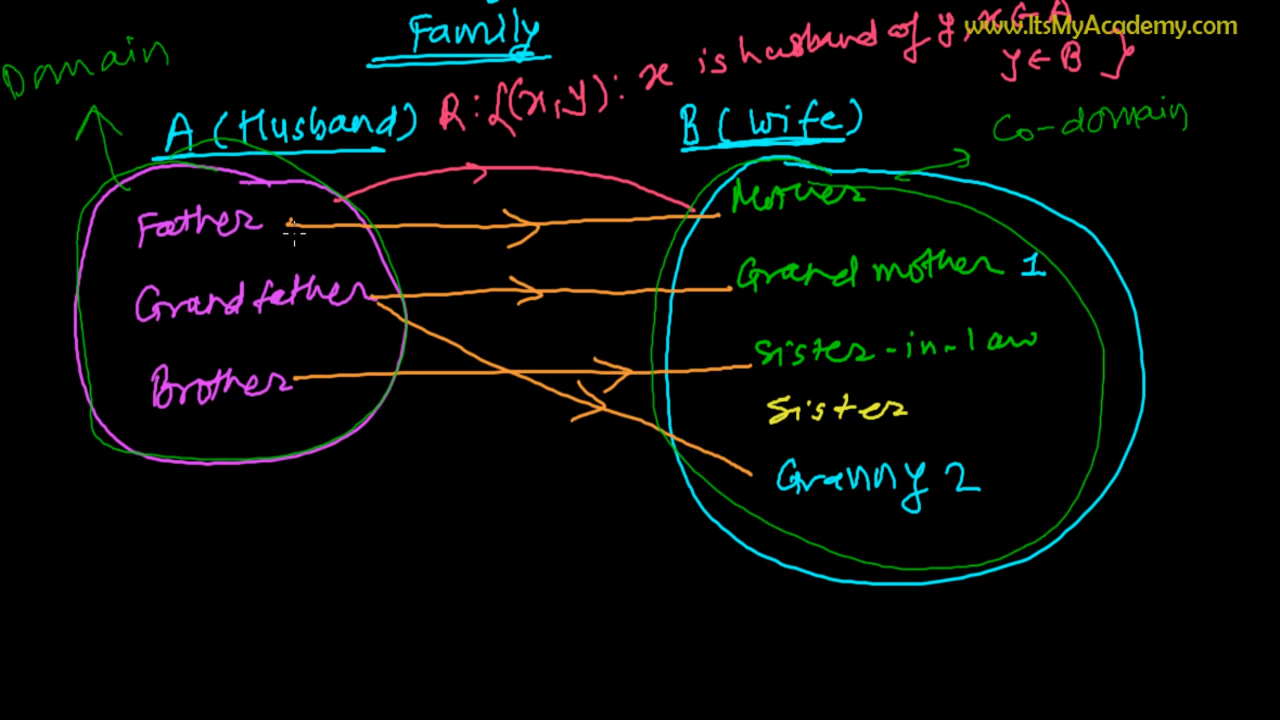 Family
www.ItsMyAcademy.com
Domain
A (Husband)
R : {(x,y) : x is husband of y, x ∈ A
y ∈ B }
B (Wife)
Co-domain
Father
Grandfather
Brother
Mother
Grand mother 1
Sister-in-law
Sister
Granny 2